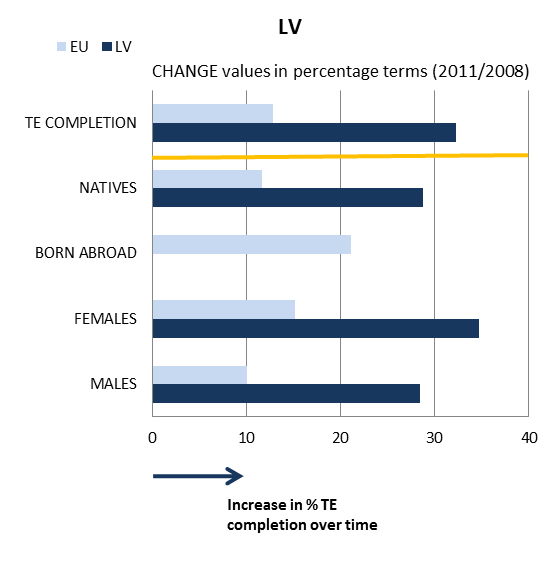 LV
EU LV
CHANGE values in percentage terms (2011/2008)
TE COMPLETION
NATIVES
BORN ABROAD
FEMALES
MALES
0 10 20 30 40
Increase in % TE
completion over time